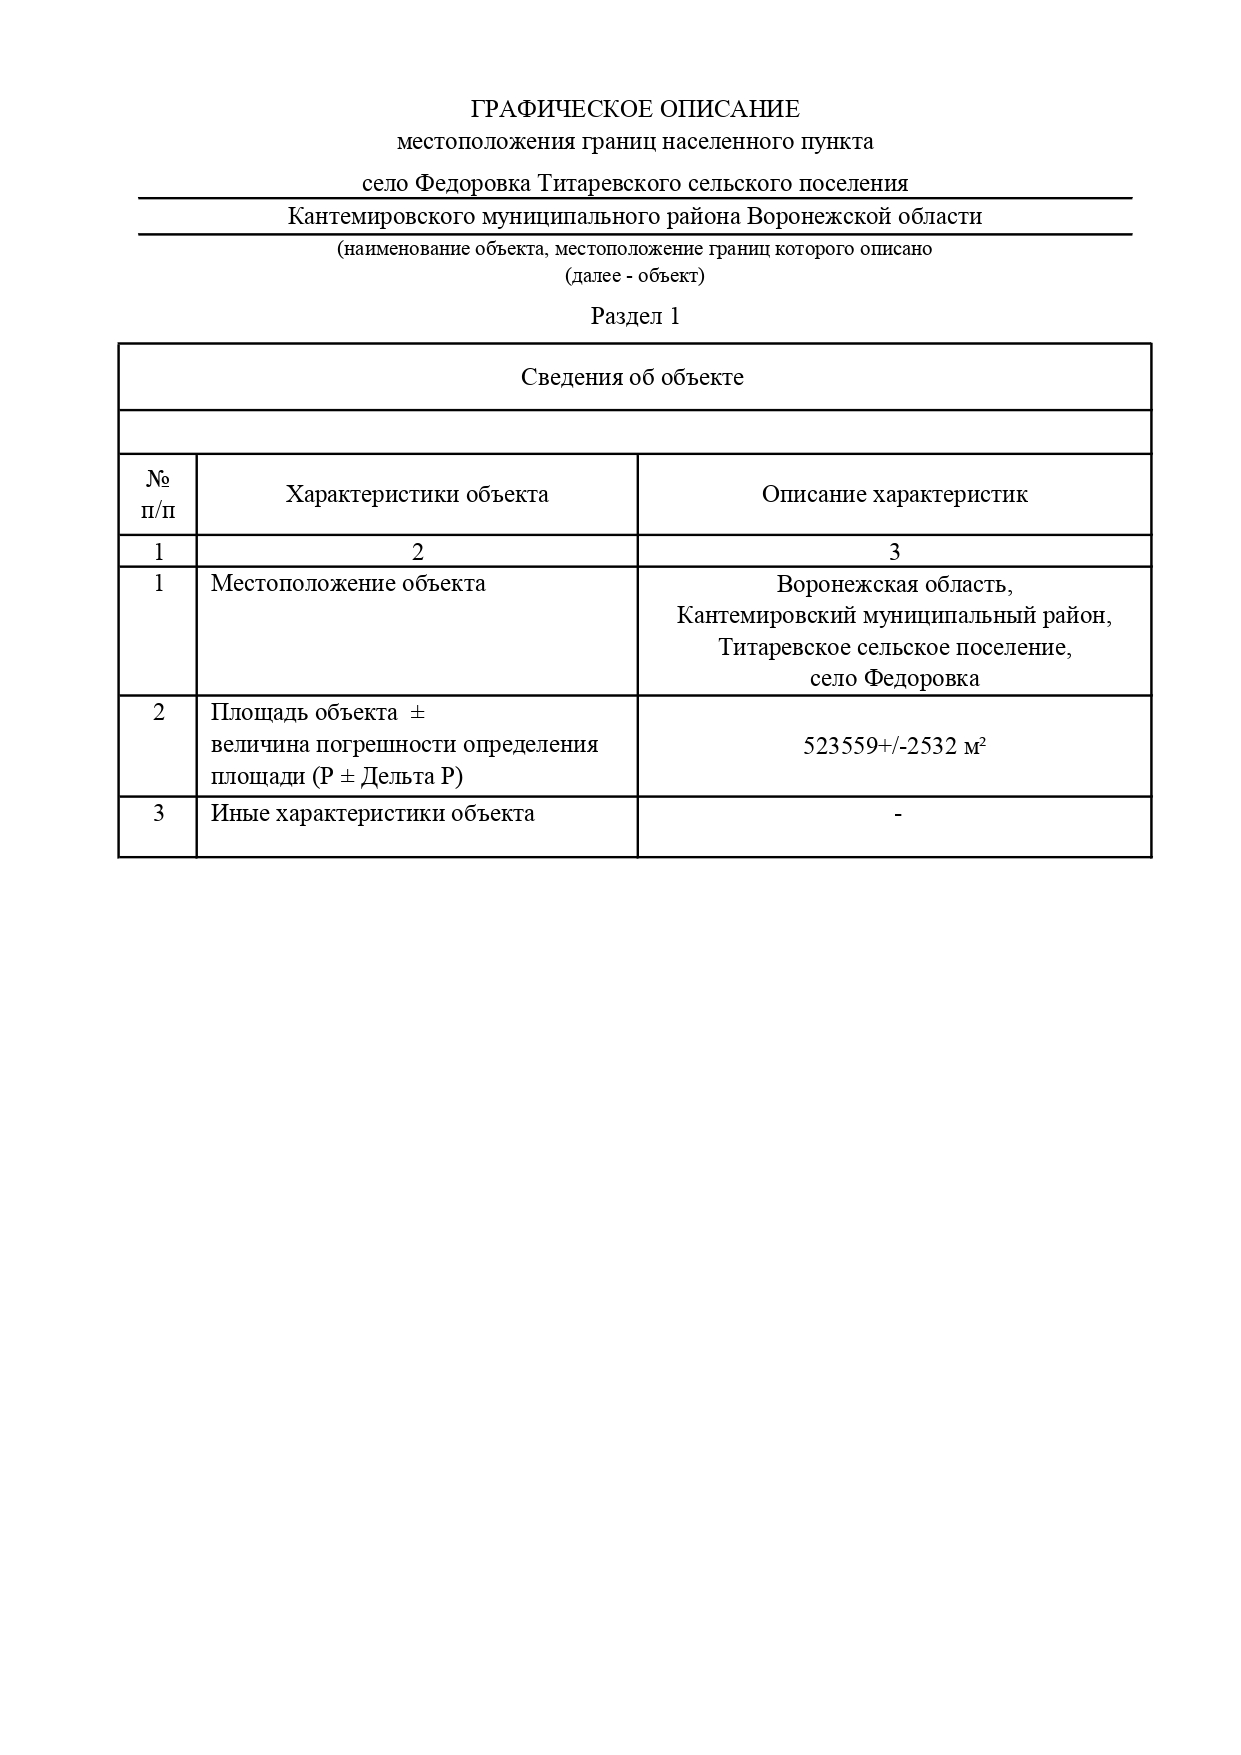 ГРАФИЧЕСКОЕ ОПИСАНИЕ
местоположения границ населенного пункта
село Федоровка Титаревского сельского поселения
Кантемировского муниципального района Воронежской области
(наименование объекта, местоположение границ которого описано
(далее - объект)
Раздел 1
Сведения об объекте
№
п/п
Характеристики объекта
Описание характеристик
1
2
3
1
Местоположение объекта
Воронежская область,
Кантемировский муниципальный район,
Титаревское сельское поселение,
село Федоровка
2
Площадь объекта ±
величина погрешности определения
площади (P ± Дельта P)
523559+/-2532 м²
3
Иные характеристики объекта
-